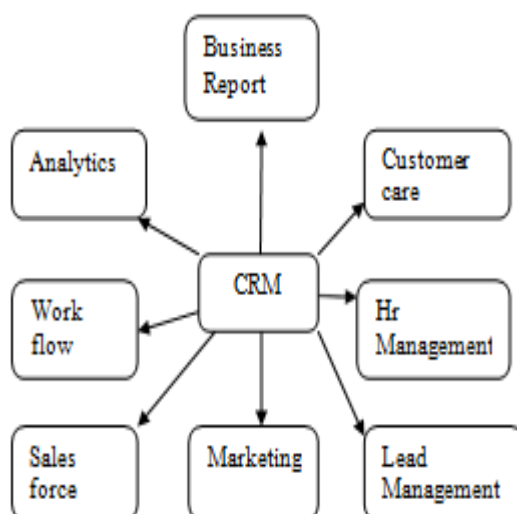 Business
Report
Analytics
Customer
care
CRM
Work
flow
Hr
Management
Sales
force
Marketing
Lead
Management